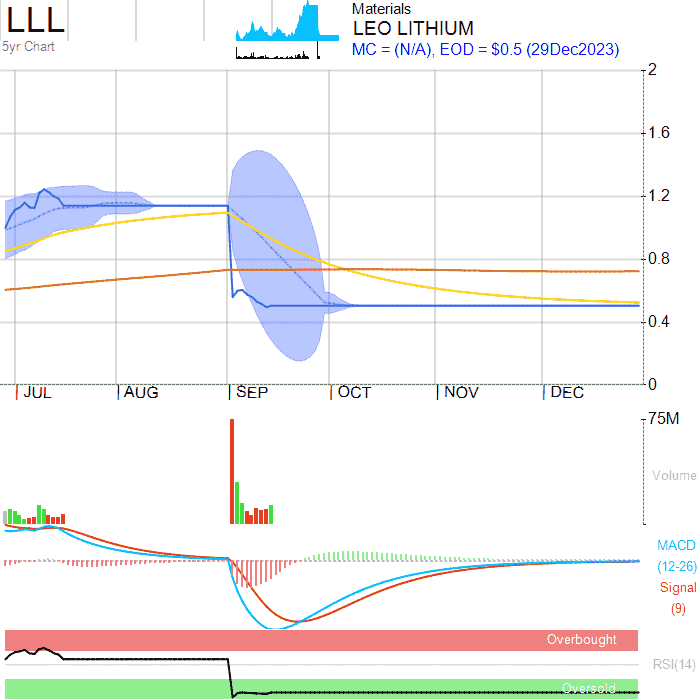 LLL
5yr Chart
Materials
LEO LITHIUM
MC = (N/A), EOD = $0.5 (29Dec2023)
2
1.6
1.2
0.8
0.4
0
JUL AUG SEP OCT NOV DEC
75M
Volume
MACD
(12-26)
Signal
(9)
Overbought
RSI(14)
Oversold